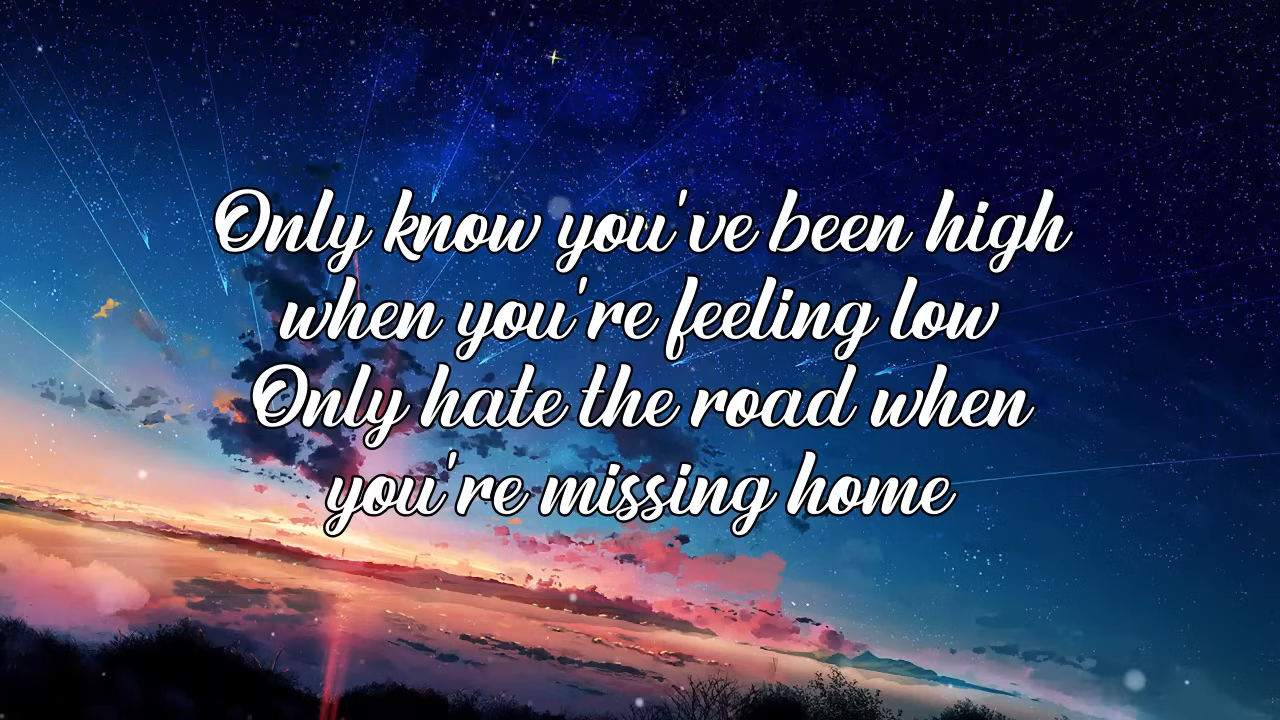 Only know you've been high
when you're feeling low
Only hate the road when
you're missing home